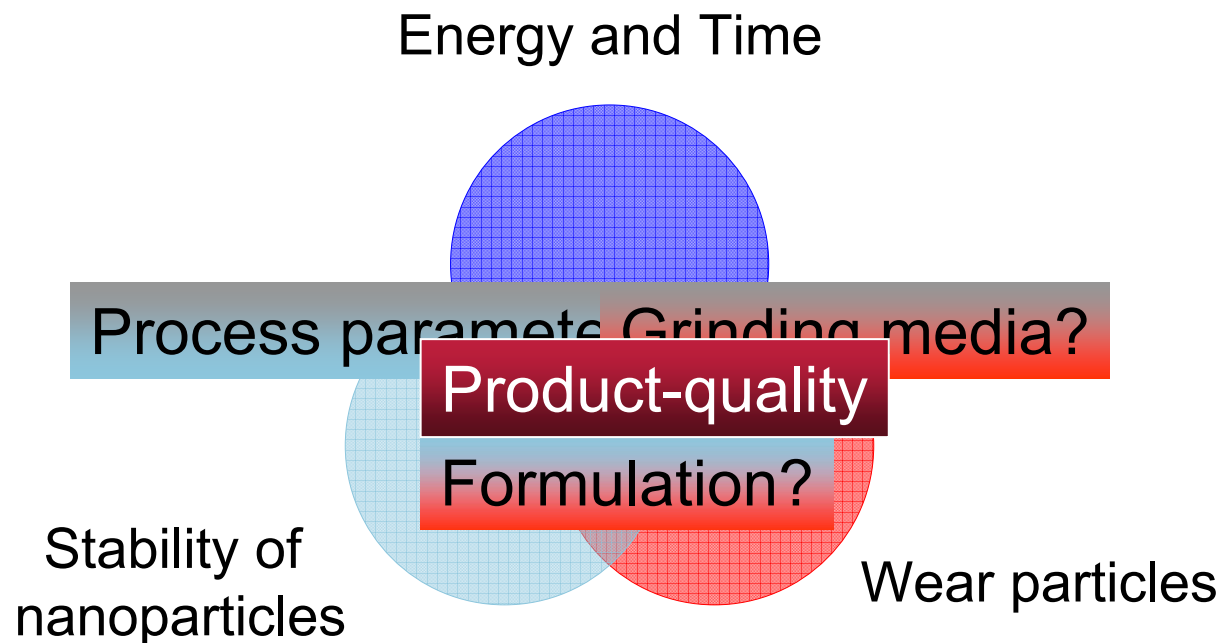 Energy and Time
Process paramete
Grinding media?
Product-quality
Formulation?
Stability of
nanoparticles
Wear particles